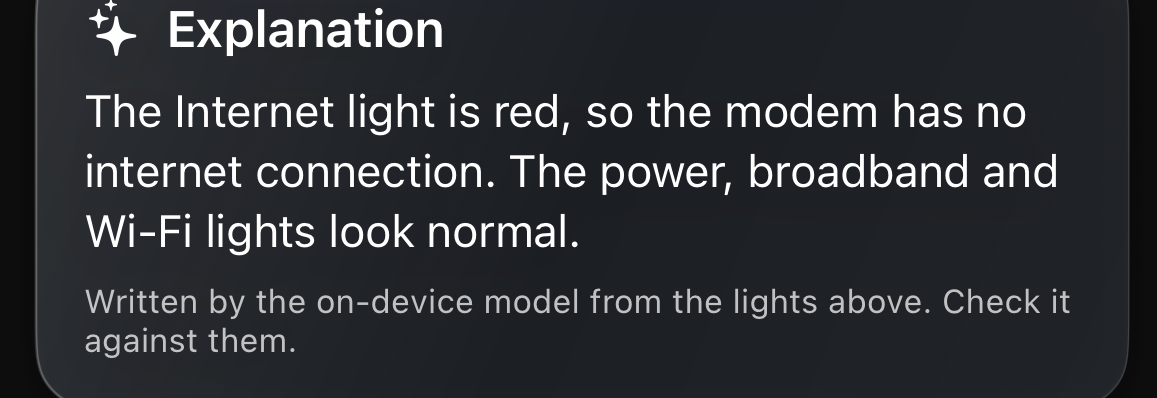 Explanation
The Internet light is red, so the modem has no
internet connection. The power, broadband and
Wi-Fi lights look normal.
Written by the on-device model from the lights above. Check it
against them.